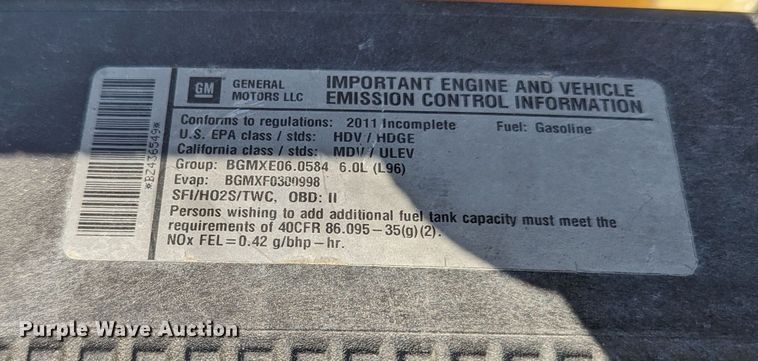 GM
GENERAL MOTORS LLC
IMPORTANT ENGINE AND VEHICLE
EMISSION CONTROL INFORMATION
Conforms to regulations: 2011 Incomplete Fuel: Gasoline
U.S. EPA class / stds: HDV / HDGE
California class / stds: MDV / ULEV
Group: BGMXE06.0584 6.0L (L96)
Evap: BGMXF0300998
SFI/HO2S/TWC, OBD: II
Persons wishing to add additional fuel tank capacity must meet the
requirements of 40CFR 86.095–35(g)(2).
NOx FEL=0.42 g/bhp–hr.
*BZ436549*
Purple Wave Auction